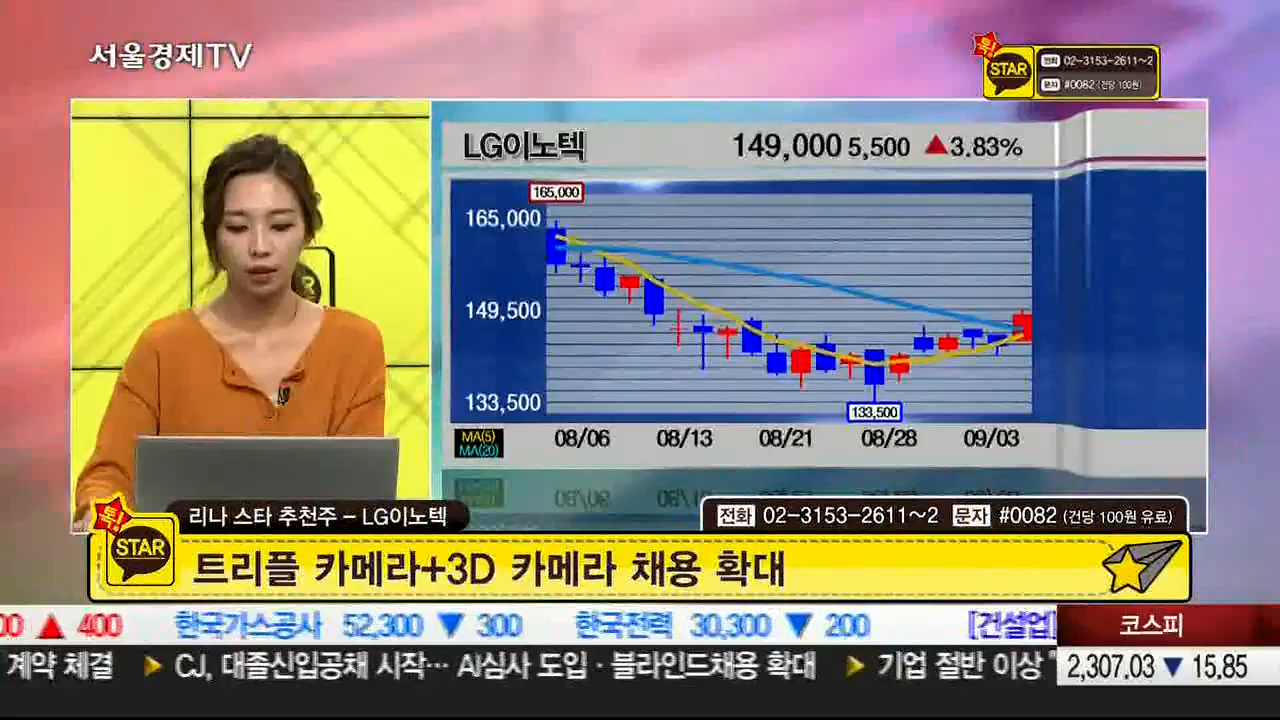 서울경제TV
톡!
STAR
전화 02-3153-2611~2
문자 #0082 (건당 100원)
LG이노텍 149,000 5,500 ▲3.83%
165,000
165,000
149,500
133,500
133,500
MA(5)
MA(20)
08/06 08/13 08/21 08/28 09/03
리나 스타 추천주 - LG이노텍
전화 02-3153-2611~2 문자 #0082 (건당 100원 유료)
톡!
STAR
트리플 카메라+3D 카메라 채용 확대
00 ▲ 400 한국가스공사 52,300 ▼ 300 한국전력 30,300 ▼ 200 [건설업]
코스피
계약 체결 ▶ CJ, 대졸신입공채 시작… AI심사 도입·블라인드채용 확대 ▶ 기업 절반 이상 "
2,307.03 ▼ 15.85